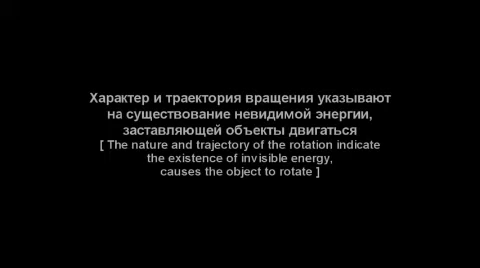 Характер и траектория вращения указывают
на существование невидимой энергии,
заставляющей объекты двигаться
[ The nature and trajectory of the rotation indicate
the existence of invisible energy,
causes the object to rotate ]